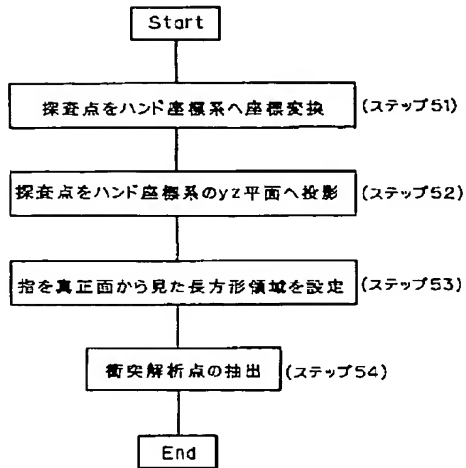 Start
探査点をハンド座標系へ座標変換 (ステップ51)
探査点をハンド座標系のyz平面へ投影 (ステップ52)
指を真正面から見た長方形領域を設定 (ステップ53)
衝突解析点の抽出 (ステップ54)
End